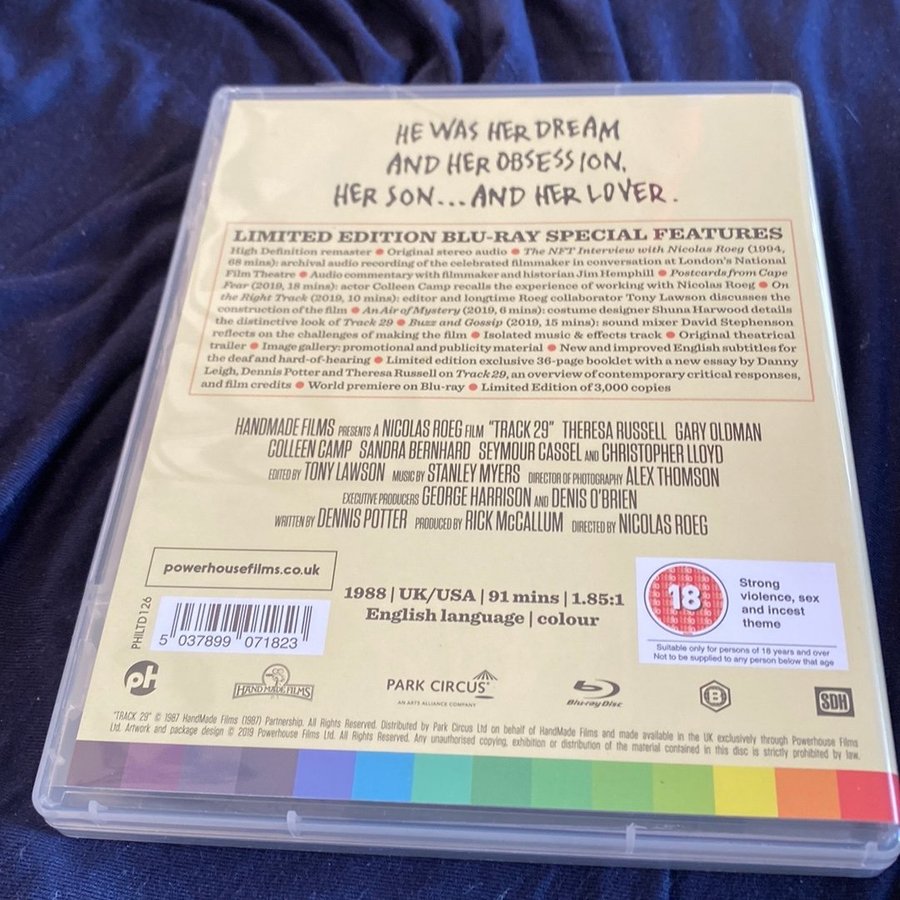 HE WAS HER DREAM
AND HER OBSESSION.
HER SON...AND HER LOVER.
LIMITED EDITION BLU-RAY SPECIAL FEATURES
High Definition remaster ● Original stereo audio ● The NFT Interview with Nicolas Roeg (1994,
68 mins): archival audio recording of the celebrated filmmaker in conversation at London's National
Film Theatre ● Audio commentary with filmmaker and historian Jim Hemphill ● Postcards from Cape
Fear (2019, 18 mins): actor Colleen Camp recalls the experience of working with Nicolas Roeg ● On
the Right Track (2019, 10 mins): editor and longtime Roeg collaborator Tony Lawson discusses the
construction of the film ● An Air of Mystery (2019, 6 mins): costume designer Shuna Harwood details
the distinctive look of Track 29 ● Buzz and Gossip (2019, 15 mins): sound mixer David Stephenson
reflects on the challenges of making the film ● Isolated music & effects track ● Original theatrical
trailer ● Image gallery: promotional and publicity material ● New and improved English subtitles for
the deaf and hard-of-hearing ● Limited edition exclusive 36-page booklet with a new essay by Danny
Leigh, Dennis Potter and Theresa Russell on Track 29, an overview of contemporary critical responses,
and film credits ● World premiere on Blu-ray ● Limited Edition of 3,000 copies
HANDMADE FILMS PRESENTS A NICOLAS ROEG FILM "TRACK 29" THERESA RUSSELL GARY OLDMAN
COLLEEN CAMP SANDRA BERNHARD SEYMOUR CASSEL AND CHRISTOPHER LLOYD
EDITED BY TONY LAWSON MUSIC BY STANLEY MYERS DIRECTOR OF PHOTOGRAPHY ALEX THOMSON
EXECUTIVE PRODUCERS GEORGE HARRISON AND DENIS O'BRIEN
WRITTEN BY DENNIS POTTER PRODUCED BY RICK McCALLUM DIRECTED BY NICOLAS ROEG
powerhousefilms.co.uk
1988 | UK/USA | 91 mins | 1.85:1
English language | colour
18
Strong
violence, sex
and incest
theme
Suitable only for persons of 18 years and over
Not to be supplied to any person below that age
PHILTD126
5 037899 071823
pH
HANDMADE FILMS
PARK CIRCUS
AN ARTS ALLIANCE COMPANY
Blu-ray Disc
B
SDH
"TRACK 29" © 1987 HandMade Films (1987) Partnership. All Rights Reserved. Distributed by Park Circus Ltd on behalf of HandMade Films and made available in the UK exclusively through Powerhouse Films
Ltd. Artwork and package design © 2019 Powerhouse Films Ltd. All Rights Reserved. Any unauthorised copying, exhibition or distribution of the material contained in this disc is strictly prohibited by law.